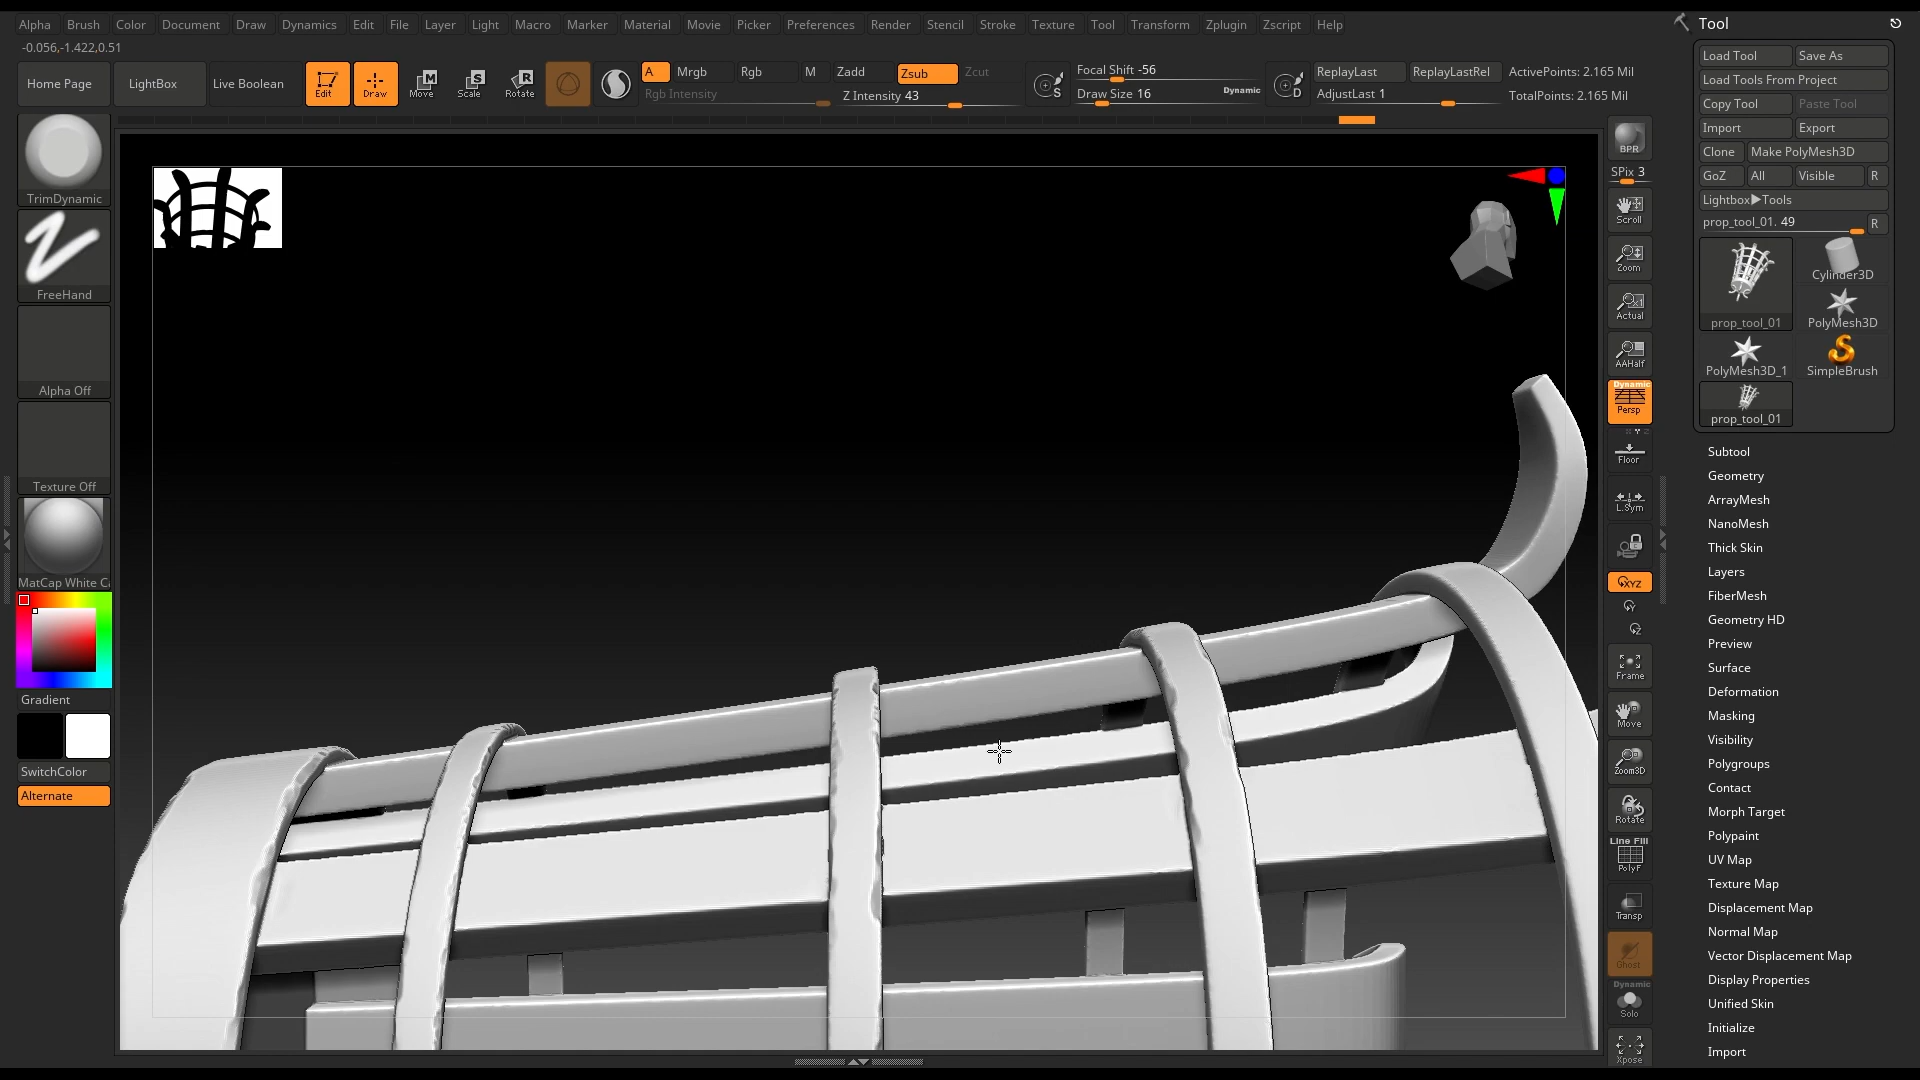 Alpha Brush Color Document Draw Dynamics Edit File Layer Light Macro Marker Material Movie Picker Preferences Render Stencil Stroke Texture Tool Transform Zplugin Zscript Help
-0.056,-1.422,0.51
Home Page LightBox Live Boolean Edit Draw Move Scale Rotate
A Mrgb Rgb M Zadd Zsub Zcut
Rgb Intensity Z Intensity 43
Focal Shift -56
Draw Size 16 Dynamic
ReplayLast ReplayLastRel
AdjustLast 1
ActivePoints: 2.165 Mil
TotalPoints: 2.165 Mil
TrimDynamic
FreeHand
Alpha Off
Texture Off
MatCap White Ca
Gradient
SwitchColor
Alternate
BPR
SPix 3
Scroll
Zoom
Actual
AAHalf
Dynamic
Persp
Floor
L.Sym
XYZ
Frame
Move
Zoom3D
Rotate
Line Fill
PolyF
Transp
Ghost
Dynamic
Solo
Xpose
Tool
Load Tool Save As
Load Tools From Project
Copy Tool Paste Tool
Import Export
Clone Make PolyMesh3D
GoZ All Visible R
Lightbox▶Tools
prop_tool_01. 49 R
prop_tool_01
Cylinder3D
PolyMesh3D
PolyMesh3D_1
SimpleBrush
prop_tool_01
Subtool
Geometry
ArrayMesh
NanoMesh
Thick Skin
Layers
FiberMesh
Geometry HD
Preview
Surface
Deformation
Masking
Visibility
Polygroups
Contact
Morph Target
Polypaint
UV Map
Texture Map
Displacement Map
Normal Map
Vector Displacement Map
Display Properties
Unified Skin
Initialize
Import